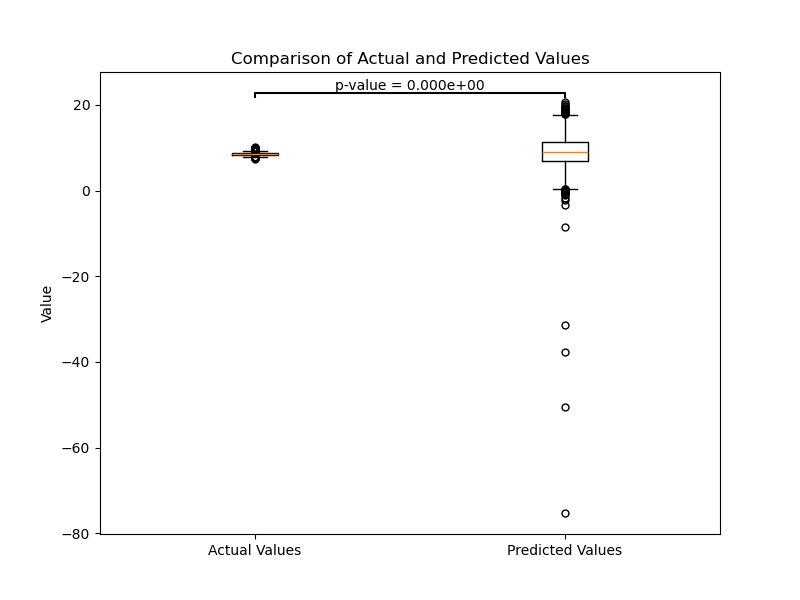 Comparison of Actual and Predicted Values
p-value = 0.000e+00
Value
20
0
−20
−40
−60
−80
Actual Values
Predicted Values